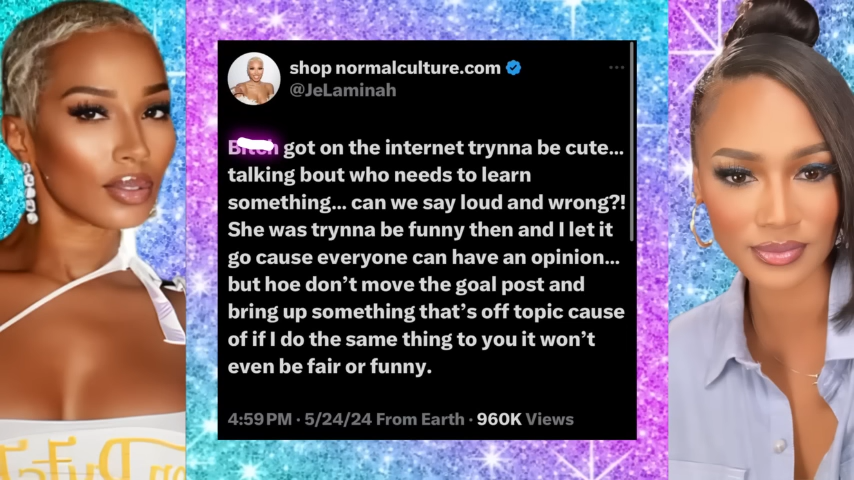 shop normalculture.com
@JeLaminah
Bitch got on the internet trynna be cute...
talking bout who needs to learn
something... can we say loud and wrong?!
She was trynna be funny then and I let it
go cause everyone can have an opinion...
but hoe don’t move the goal post and
bring up something that’s off topic cause
of if I do the same thing to you it won’t
even be fair or funny.
4:59 PM · 5/24/24 From Earth · 960K Views